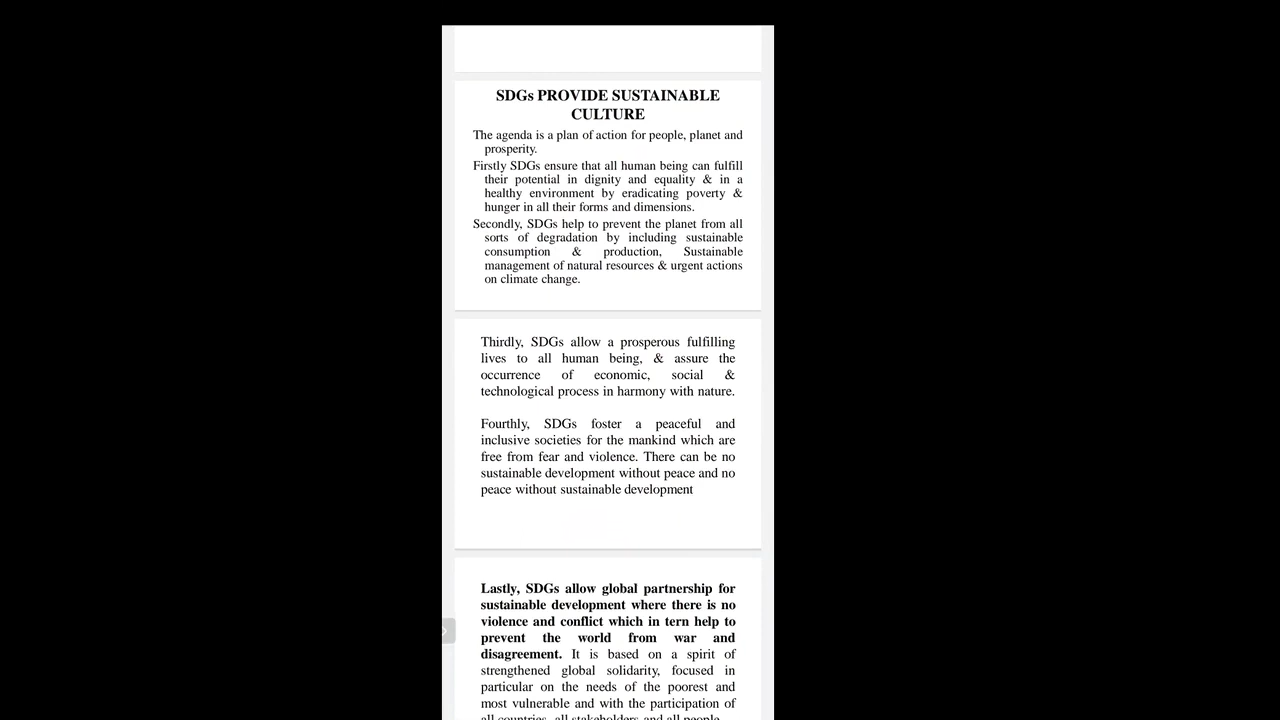 SDGs PROVIDE SUSTAINABLE
CULTURE
The agenda is a plan of action for people, planet and
prosperity.
Firstly SDGs ensure that all human being can fulfill
their potential in dignity and equality & in a
healthy environment by eradicating poverty &
hunger in all their forms and dimensions.
Secondly, SDGs help to prevent the planet from all
sorts of degradation by including sustainable
consumption & production, Sustainable
management of natural resources & urgent actions
on climate change.
Thirdly, SDGs allow a prosperous fulfilling
lives to all human being, & assure the
occurrence of economic, social &
technological process in harmony with nature.
Fourthly, SDGs foster a peaceful and
inclusive societies for the mankind which are
free from fear and violence. There can be no
sustainable development without peace and no
peace without sustainable development
Lastly, SDGs allow global partnership for
sustainable development where there is no
violence and conflict which in tern help to
prevent the world from war and
disagreement. It is based on a spirit of
strengthened global solidarity, focused in
particular on the needs of the poorest and
most vulnerable and with the participation of
all countries, all stakeholders and all people